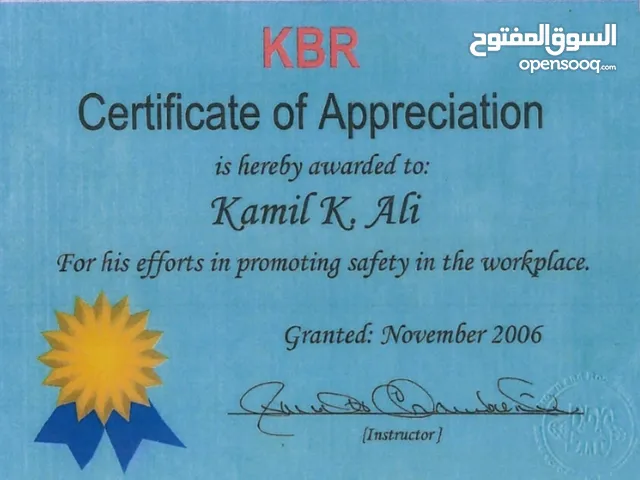 KBR
السوق المفتوح
opensooq.com
Certificate of Appreciation
is hereby awarded to:
Kamil K. Ali
For his efforts in promoting safety in the workplace.
Granted: November 2006
[Instructor]